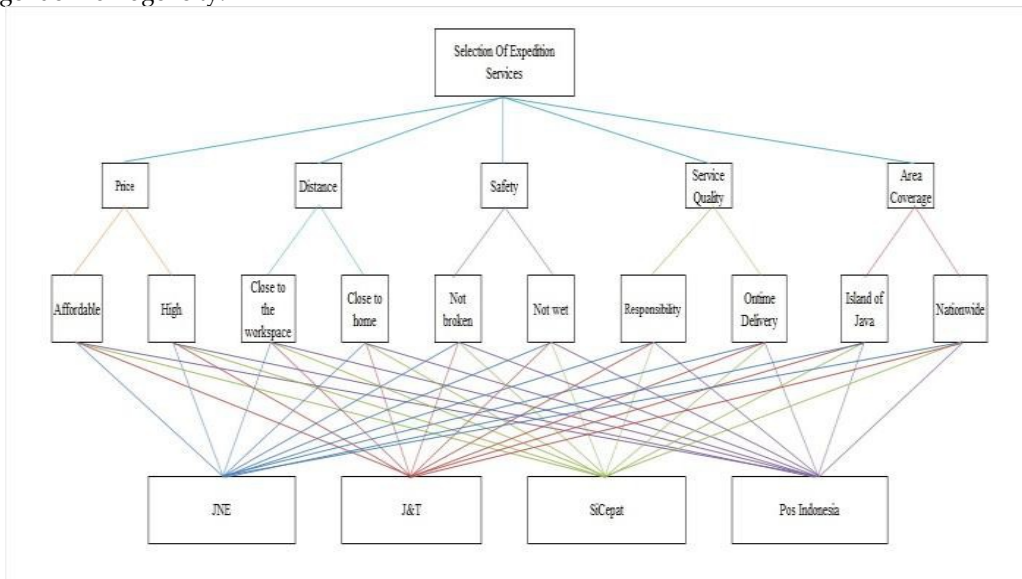 Selection Of Expedition
Services
Price
Distance
Safety
Service
Quality
Area
Coverage
Affordable
High
Close to
the
workspace
Close to
home
Not
broken
Not wet
Responsibility
Ontime
Delivery
Island of
Java
Nationwide
JNE
J&T
SiCepat
Pos Indonesia